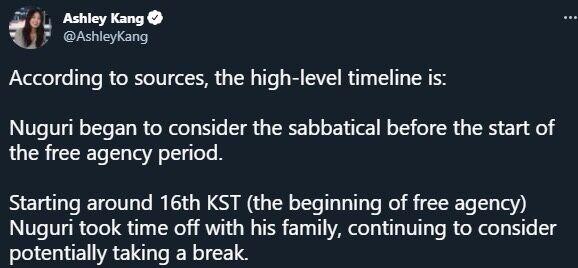 Ashley Kang
@AshleyKang
According to sources, the high-level timeline is:
Nuguri began to consider the sabbatical before the start of
the free agency period.
Starting around 16th KST (the beginning of free agency)
Nuguri took time off with his family, continuing to consider
potentially taking a break.